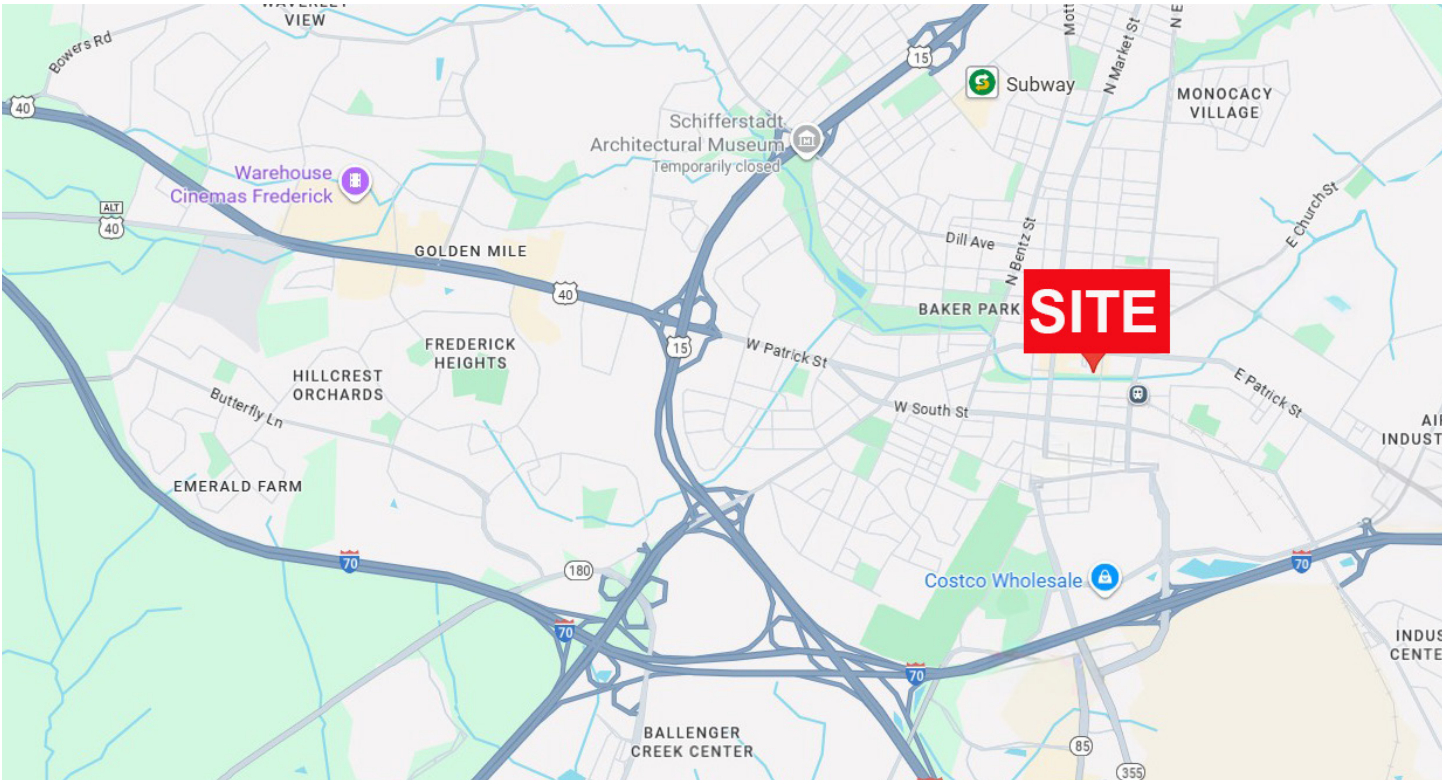 WAVERLEY
VIEW
Bowers Rd
40
15
Mott
N Market St
N E
Subway
MONOCACY
VILLAGE
Schifferstadt
Architectural Museum
Temporarily closed
Warehouse
Cinemas Frederick
ALT
40
GOLDEN MILE
40
Dill Ave
N Bentz St
E Church St
BAKER PARK
SITE
15
W Patrick St
FREDERICK
HEIGHTS
HILLCREST
ORCHARDS
Butterfly Ln
W South St
E Patrick St
AIR
INDUST
EMERALD FARM
70
180
Costco Wholesale
70
70
70
INDUS
CENTE
BALLENGER
CREEK CENTER
85
355